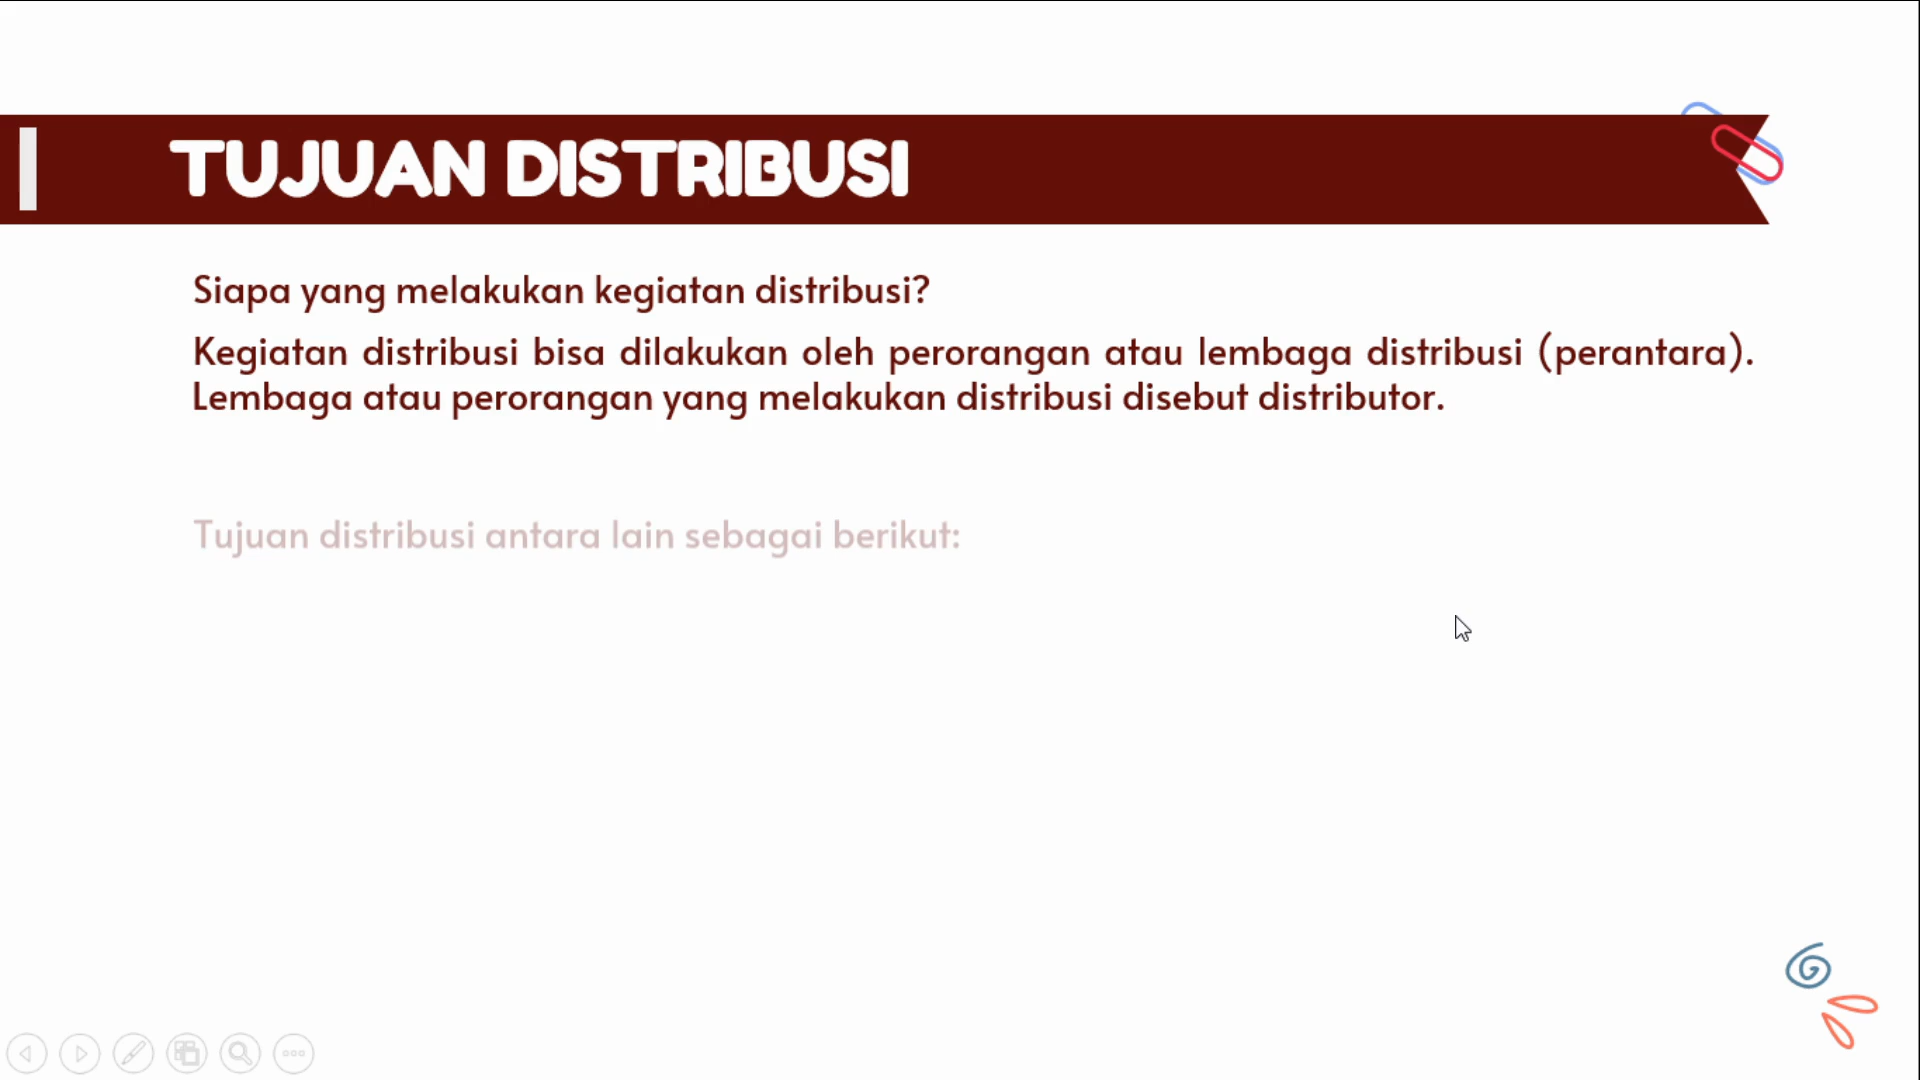 TUJUAN DISTRIBUSI
Siapa yang melakukan kegiatan distribusi?
Kegiatan distribusi bisa dilakukan oleh perorangan atau lembaga distribusi (perantara).
Lembaga atau perorangan yang melakukan distribusi disebut distributor.
Tujuan distribusi antara lain sebagai berikut: